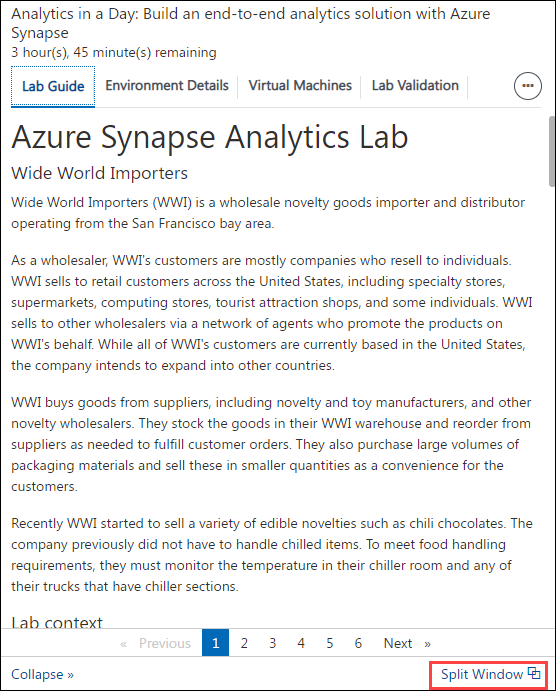 Analytics in a Day: Build an end-to-end analytics solution with Azure
Synapse
3 hour(s), 45 minute(s) remaining
Lab Guide Environment Details Virtual Machines Lab Validation
Azure Synapse Analytics Lab
Wide World Importers
Wide World Importers (WWI) is a wholesale novelty goods importer and distributor
operating from the San Francisco bay area.
As a wholesaler, WWI's customers are mostly companies who resell to individuals.
WWI sells to retail customers across the United States, including specialty stores,
supermarkets, computing stores, tourist attraction shops, and some individuals. WWI
sells to other wholesalers via a network of agents who promote the products on
WWI's behalf. While all of WWI's customers are currently based in the United States,
the company intends to expand into other countries.
WWI buys goods from suppliers, including novelty and toy manufacturers, and other
novelty wholesalers. They stock the goods in their WWI warehouse and reorder from
suppliers as needed to fulfill customer orders. They also purchase large volumes of
packaging materials and sell these in smaller quantities as a convenience for the
customers.
Recently WWI started to sell a variety of edible novelties such as chili chocolates. The
company previously did not have to handle chilled items. To meet food handling
requirements, they must monitor the temperature in their chiller room and any of
their trucks that have chiller sections.
Lab context
« Previous 1 2 3 4 5 6 Next »
Collapse » Split Window